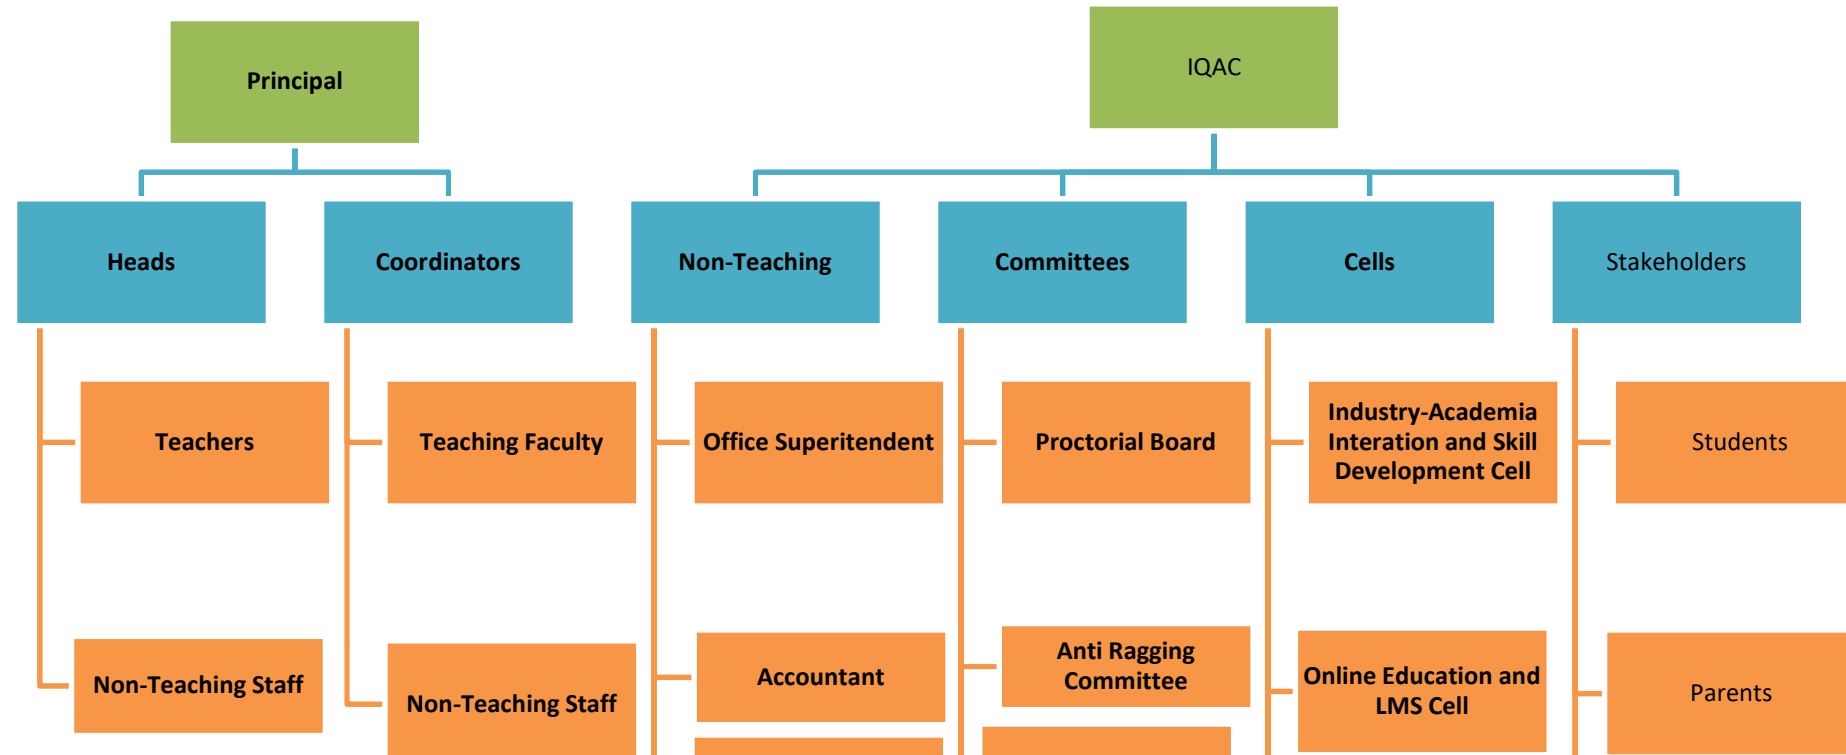 Principal
IQAC
Heads
Coordinators
Non-Teaching
Committees
Cells
Stakeholders
Teachers
Teaching Faculty
Office Superitendent
Proctorial Board
Industry-Academia
Interation and Skill
Development Cell
Students
Non-Teaching Staff
Non-Teaching Staff
Accountant
Anti Ragging
Committee
Online Education and
LMS Cell
Parents